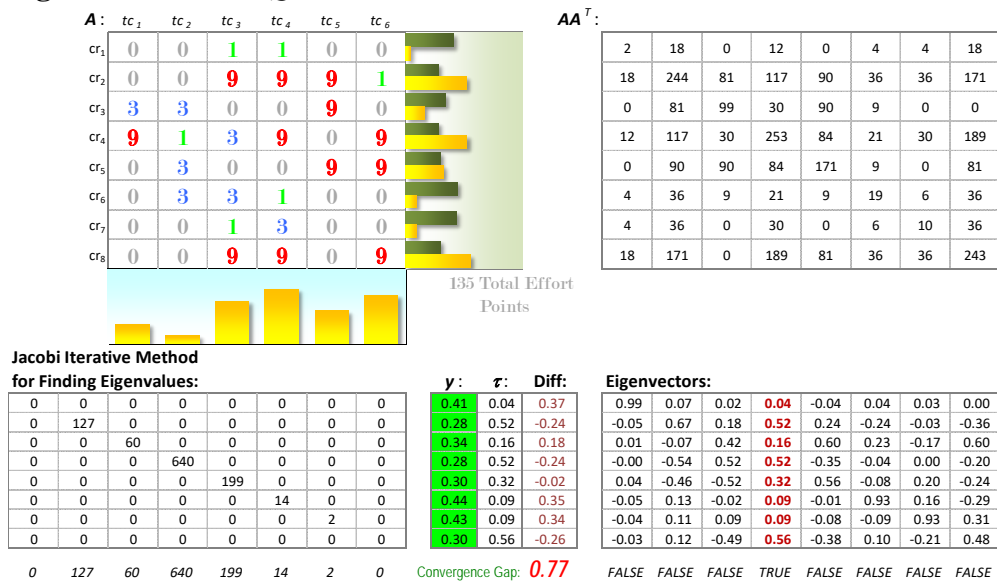 A: tc1 tc2 tc3 tc4 tc5 tc6 AA^T:
cr1 0 0 1 1 0 0 2 18 0 12 0 4 4 18
cr2 0 0 9 9 9 1 18 244 81 117 90 36 36 171
cr3 3 3 0 0 9 0 0 81 99 30 90 9 0 0
cr4 9 1 3 9 0 9 12 117 30 253 84 21 30 189
cr5 0 3 0 0 9 9 0 90 90 84 171 9 0 81
cr6 0 3 3 1 0 0 4 36 9 21 9 19 6 36
cr7 0 0 1 3 0 0 4 36 0 30 0 6 10 36
cr8 0 0 9 9 0 9 18 171 0 189 81 36 36 243
135 Total Effort
Points
Jacobi Iterative Method
for Finding Eigenvalues: y: τ: Diff: Eigenvectors:
0 0 0 0 0 0 0 0 0.41 0.04 0.37 0.99 0.07 0.02 0.04 -0.04 0.04 0.03 0.00
0 127 0 0 0 0 0 0 0.28 0.52 -0.24 -0.05 0.67 0.18 0.52 0.24 -0.24 -0.03 -0.36
0 0 60 0 0 0 0 0 0.34 0.16 0.18 0.01 -0.07 0.42 0.16 0.60 0.23 -0.17 0.60
0 0 0 640 0 0 0 0 0.28 0.52 -0.24 -0.00 -0.54 0.52 0.52 -0.35 -0.04 0.00 -0.20
0 0 0 0 199 0 0 0 0.30 0.32 -0.02 0.04 -0.46 -0.52 0.32 0.56 -0.08 0.20 -0.24
0 0 0 0 0 14 0 0 0.44 0.09 0.35 -0.05 0.13 -0.02 0.09 -0.01 0.93 0.16 -0.29
0 0 0 0 0 0 2 0 0.43 0.09 0.34 -0.04 0.11 0.09 0.09 -0.08 -0.09 0.93 0.31
0 0 0 0 0 0 0 0 0.30 0.56 -0.26 -0.03 0.12 -0.49 0.56 -0.38 0.10 -0.21 0.48
0 127 60 640 199 14 2 0 Convergence Gap: 0.77 FALSE FALSE FALSE TRUE FALSE FALSE FALSE FALSE